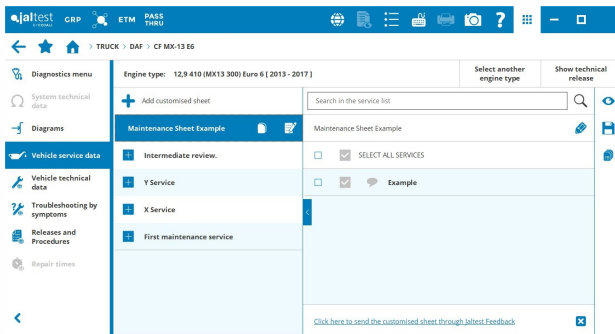 jaltest
GRP
ETM
PASS
THRU
?
> TRUCK > DAF > CF MX-13 E6
Diagnostics menu
System technical
data
Diagrams
Vehicle service data
Vehicle technical
data
Troubleshooting by
symptoms
Releases and
Procedures
Repair times
Engine type: 12,9 410 (MX13 300) Euro 6 [ 2013 - 2017 ]
Select another
engine type
Show technical
release
Add customised sheet
Maintenance Sheet Example
Intermediate review.
Y Service
X Service
First maintenance service
Search in the service list
Maintenance Sheet Example
SELECT ALL SERVICES
Example
Click here to send the customised sheet through Jaltest Feedback